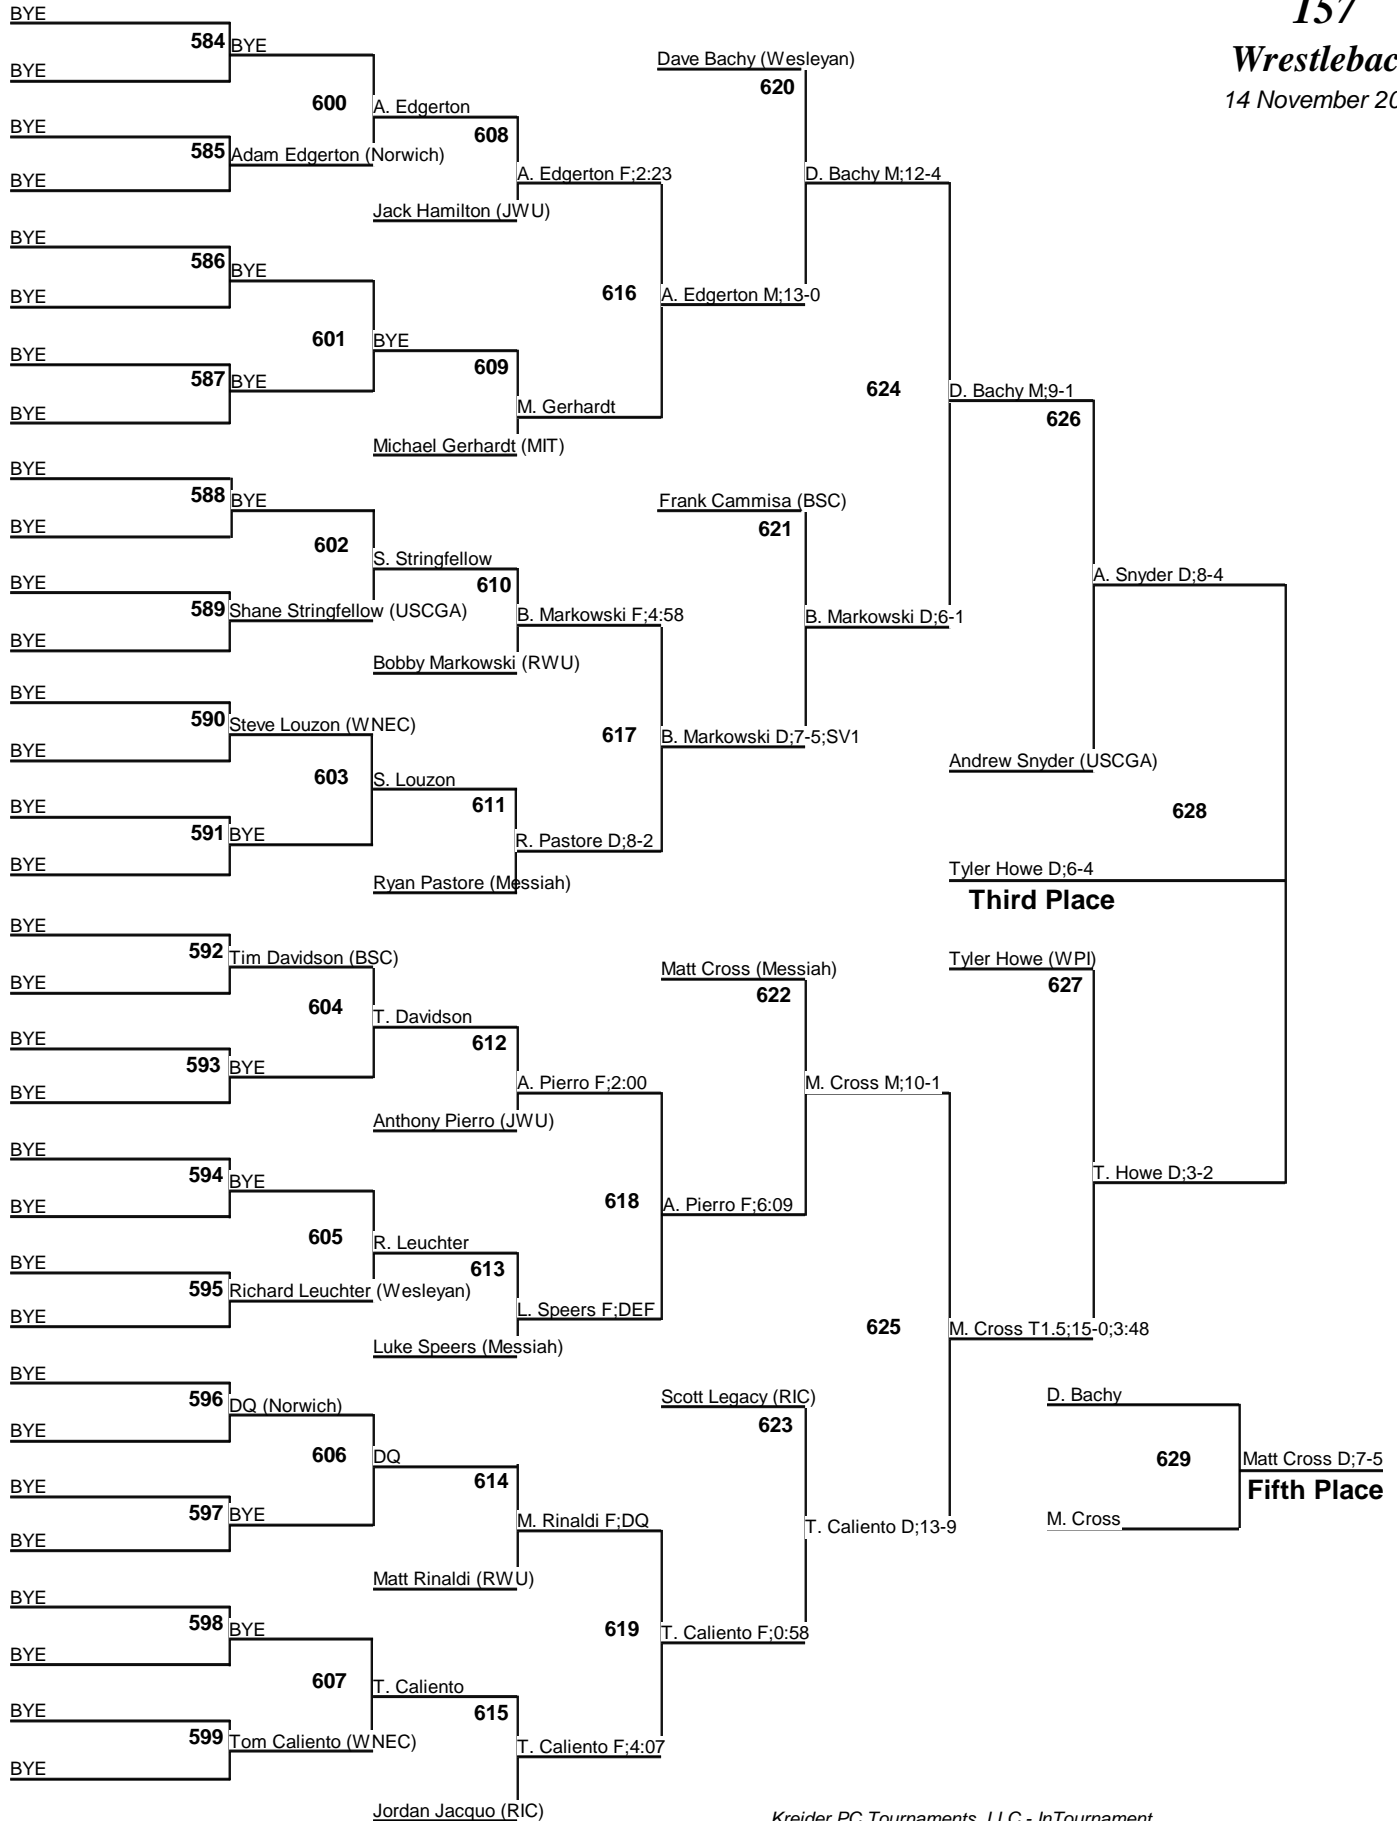 157
Wrestlebac
14 November 20
BYE
584
BYE
BYE
600
A. Edgerton
608
BYE
585
Adam Edgerton (Norwich)
BYE
A. Edgerton F;2:23
Jack Hamilton (JWU)
BYE
586
BYE
BYE
601
BYE
609
BYE
587
BYE
BYE
M. Gerhardt
Michael Gerhardt (MIT)
616
A. Edgerton M;13-0
Dave Bachy (Wesleyan)
620
D. Bachy M;12-4
BYE
588
BYE
BYE
602
S. Stringfellow
610
BYE
589
Shane Stringfellow (USCGA)
BYE
B. Markowski F;4:58
Bobby Markowski (RWU)
BYE
590
Steve Louzon (WNEC)
BYE
603
S. Louzon
611
BYE
591
BYE
BYE
R. Pastore D;8-2
Ryan Pastore (Messiah)
617
B. Markowski D;7-5;SV1
Frank Cammisa (BSC)
621
B. Markowski D;6-1
624
D. Bachy M;9-1
626
A. Snyder D;8-4
Andrew Snyder (USCGA)
628
Tyler Howe D;6-4
Third Place
BYE
592
Tim Davidson (BSC)
BYE
604
T. Davidson
612
BYE
593
BYE
BYE
A. Pierro F;2:00
Anthony Pierro (JWU)
BYE
594
BYE
BYE
605
R. Leuchter
613
BYE
595
Richard Leuchter (Wesleyan)
BYE
L. Speers F;DEF
Luke Speers (Messiah)
618
A. Pierro F;6:09
Matt Cross (Messiah)
622
M. Cross M;10-1
Tyler Howe (WPI)
627
T. Howe D;3-2
625
M. Cross T1.5;15-0;3:48
BYE
596
DQ (Norwich)
BYE
606
DQ
614
BYE
597
BYE
BYE
M. Rinaldi F;DQ
Matt Rinaldi (RWU)
BYE
598
BYE
BYE
607
T. Caliento
615
BYE
599
Tom Caliento (WNEC)
BYE
T. Caliento F;4:07
Jordan Jacquo (RIC)
619
T. Caliento F;0:58
Scott Legacy (RIC)
623
T. Caliento D;13-9
D. Bachy
629
Matt Cross D;7-5
Fifth Place
M. Cross
Kreider PC Tournaments, LLC - InTournament